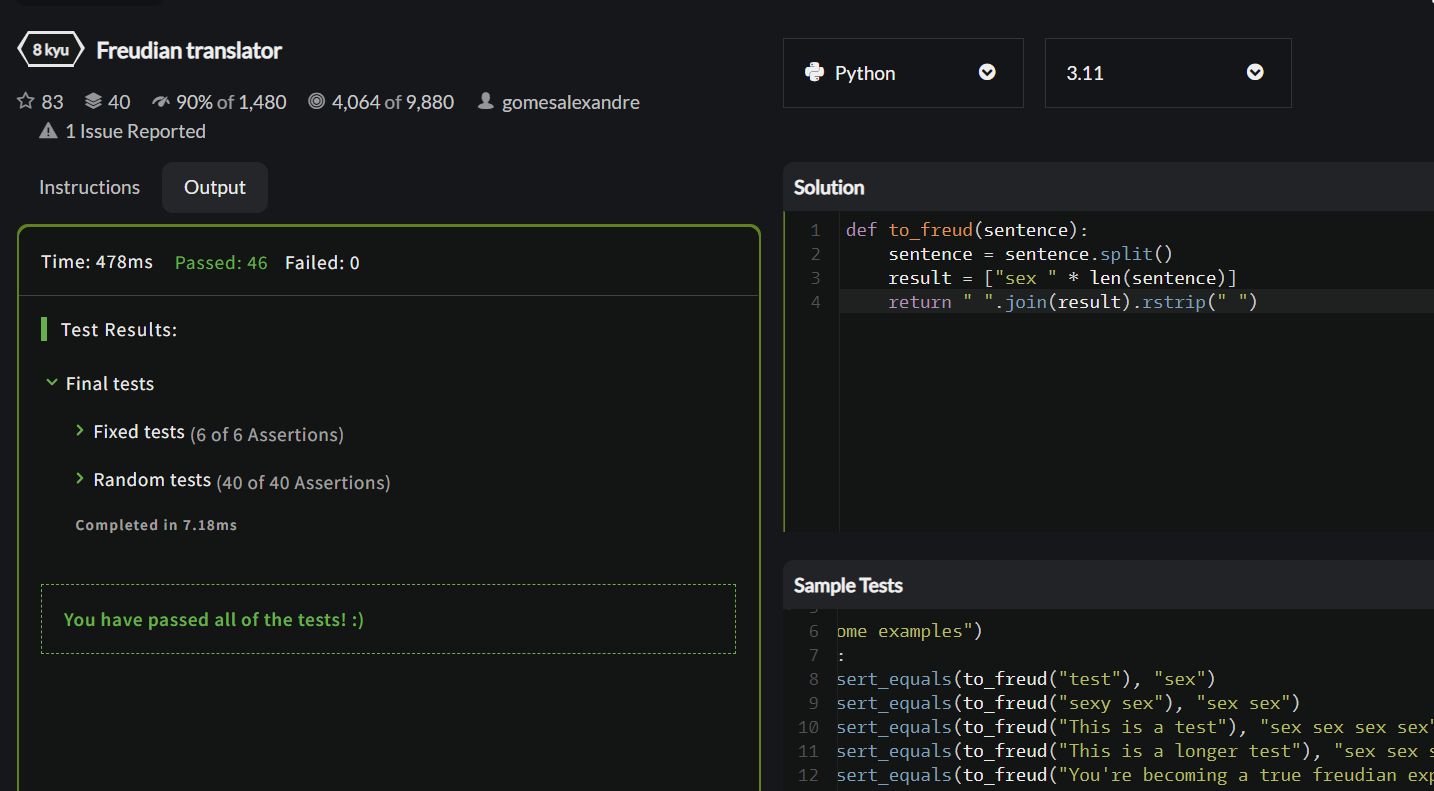 8 kyu Freudian translator
83 40 90% of 1,480 4,064 of 9,880 gomesalexandre
1 Issue Reported
Instructions Output
Time: 478ms Passed: 46 Failed: 0
Test Results:
Final tests
Fixed tests (6 of 6 Assertions)
Random tests (40 of 40 Assertions)
Completed in 7.18ms
You have passed all of the tests! :)
Python 3.11
Solution
1 def to_freud(sentence):
2 sentence = sentence.split()
3 result = ["sex " * len(sentence)]
4 return " ".join(result).rstrip(" ")
Sample Tests
6 ome examples")
7 :
8 sert_equals(to_freud("test"), "sex")
9 sert_equals(to_freud("sexy sex"), "sex sex")
10 sert_equals(to_freud("This is a test"), "sex sex sex sex"
11 sert_equals(to_freud("This is a longer test"), "sex sex s
12 sert_equals(to_freud("You're becoming a true freudian exp